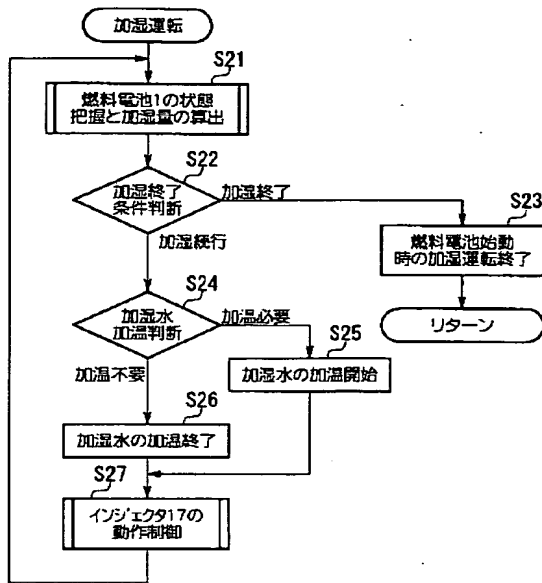 加湿運転
S21
燃料電池1の状態
把握と加湿量の算出
S22
加湿終了
条件判断
加湿終了
加湿続行
S23
燃料電池始動
時の加湿運転終了
リターン
S24
加湿水
加温判断
加温必要
加温不要
S25
加湿水の加温開始
S26
加湿水の加温終了
S27
インジェクタ17の
動作制御